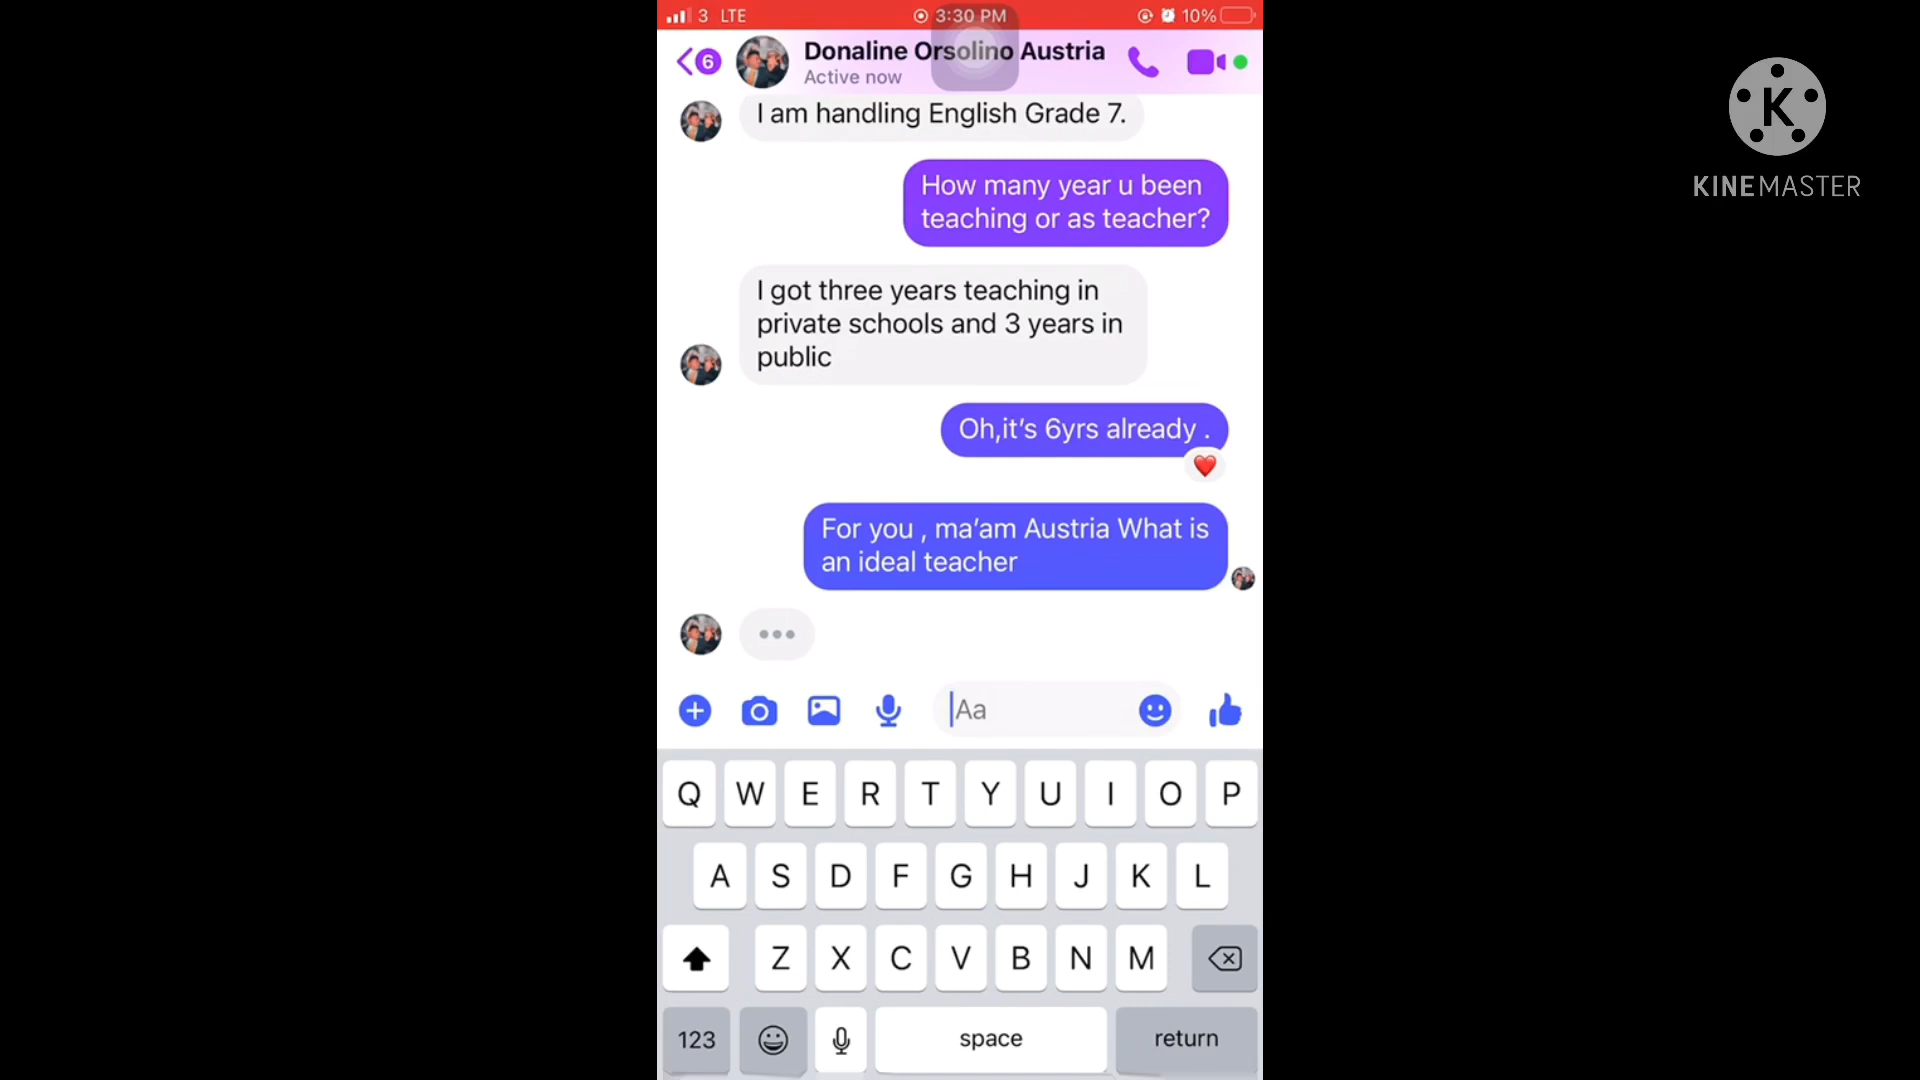 3 LTE
3:30 PM
10%
6
Donaline Orsolino Austria
Active now
I am handling English Grade 7.
How many year u been
teaching or as teacher?
I got three years teaching in
private schools and 3 years in
public
Oh,it’s 6yrs already .
For you , ma’am Austria What is
an ideal teacher
Aa
Q W E R T Y U I O P
A S D F G H J K L
Z X C V B N M
123
space
return
K
KINEMASTER